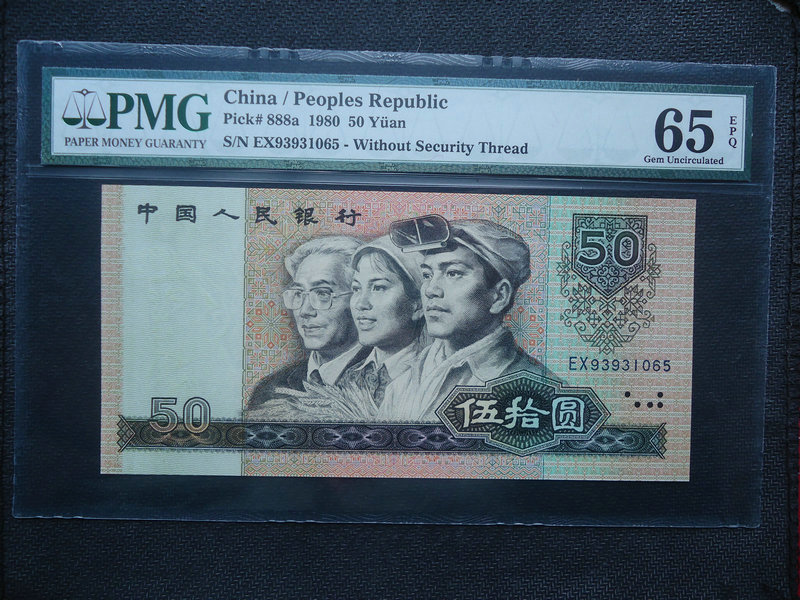 PMG
PAPER MONEY GUARANTY
China / Peoples Republic
Pick# 888a 1980 50 Yüan
S/N EX93931065 - Without Security Thread
65
EPQ
Gem Uncirculated
中国人民银行
50
EX93931065
50
伍拾圆